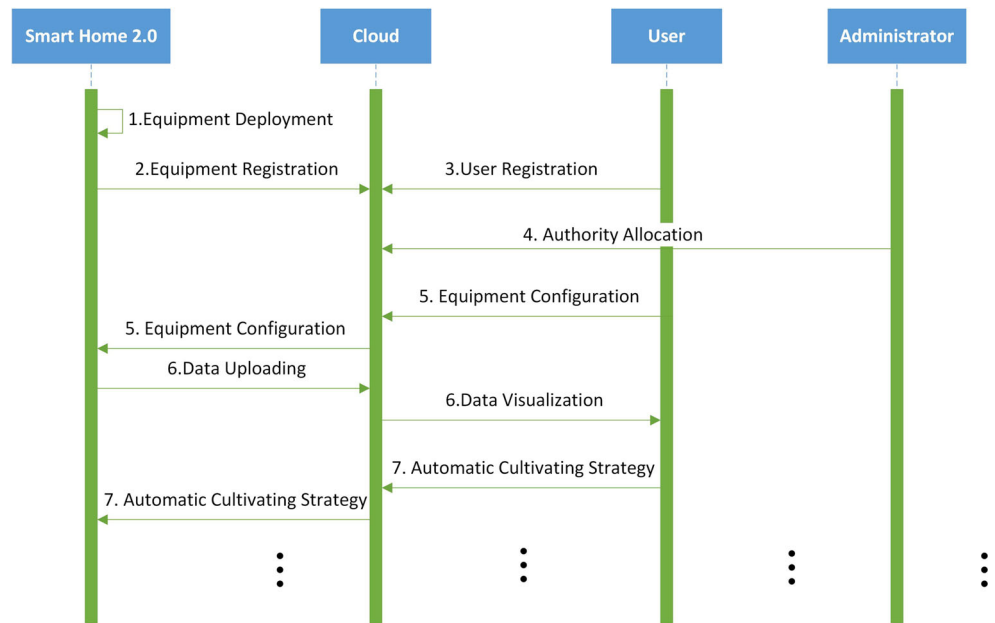 Smart Home 2.0
Cloud
User
Administrator
1.Equipment Deployment
2.Equipment Registration
3.User Registration
4. Authority Allocation
5. Equipment Configuration
5. Equipment Configuration
6.Data Uploading
6.Data Visualization
7. Automatic Cultivating Strategy
7. Automatic Cultivating Strategy